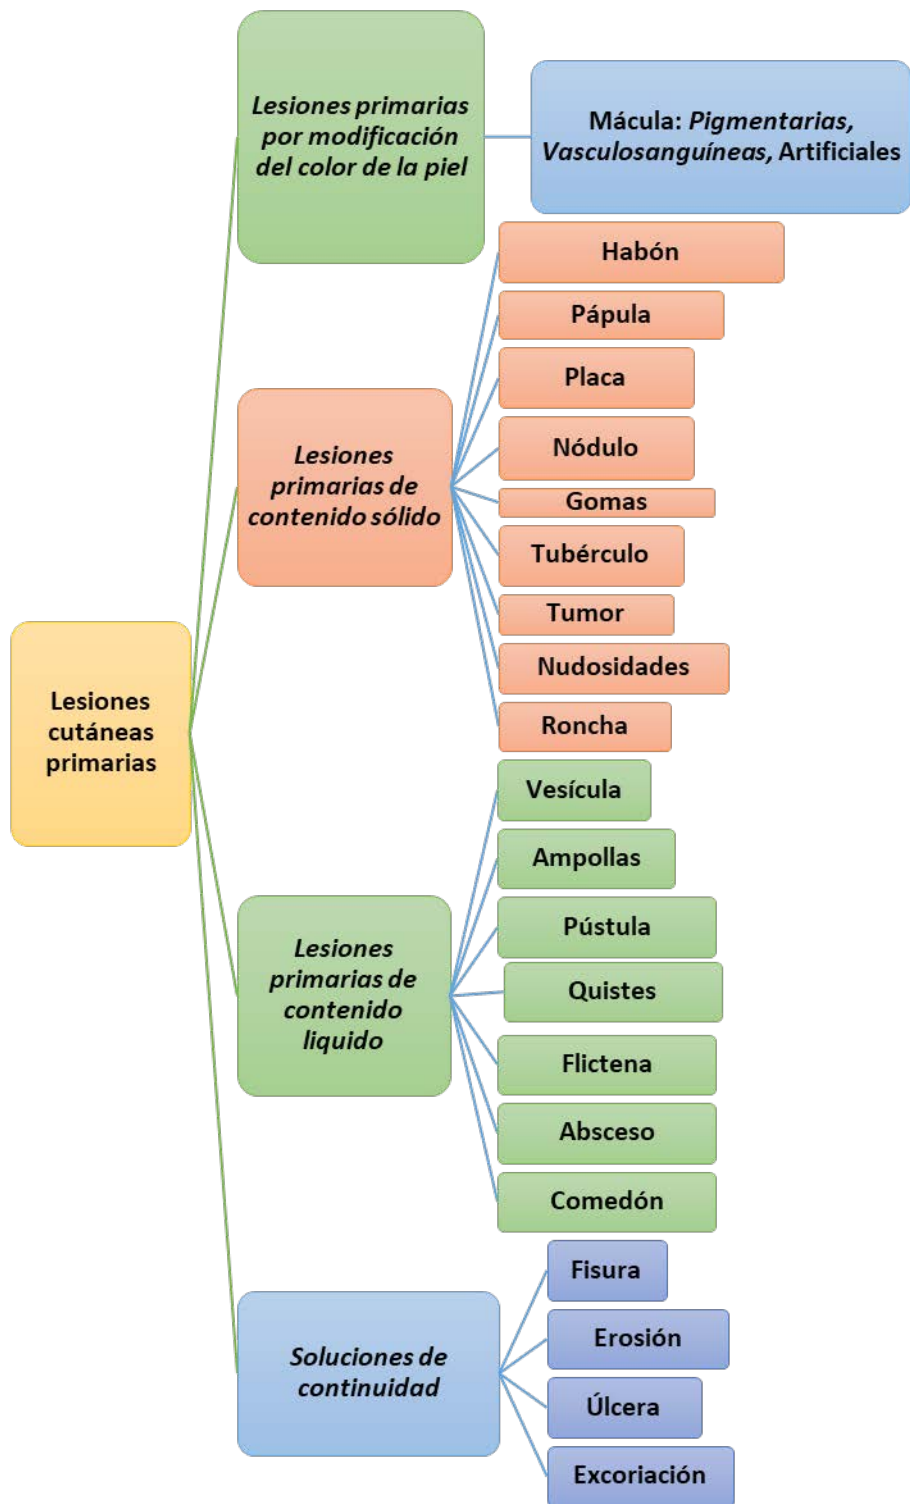 Lesiones
cutáneas
primarias
Lesiones primarias
por modificación
del color de la piel
Mácula: Pigmentarias,
Vasculosanguíneas, Artificiales
Lesiones
primarias de
contenido sólido
Habón
Pápula
Placa
Nódulo
Gomas
Tubérculo
Tumor
Nudosidades
Roncha
Lesiones
primarias de
contenido
liquido
Vesícula
Ampollas
Pústula
Quistes
Flictena
Absceso
Comedón
Soluciones de
continuidad
Fisura
Erosión
Úlcera
Excoriación